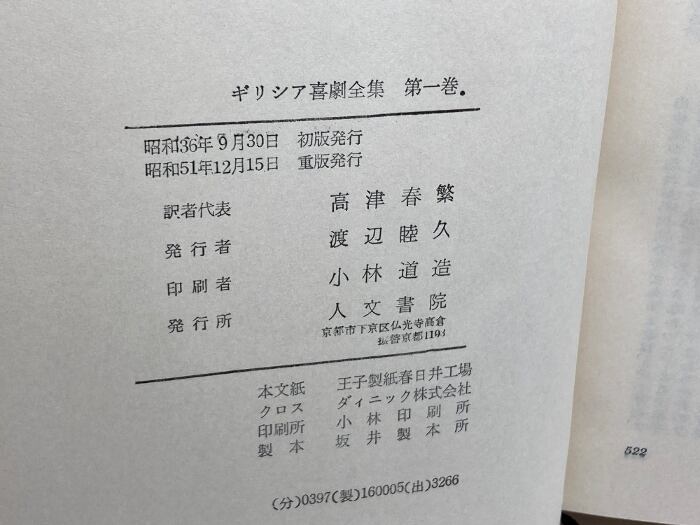 ギリシア喜劇全集 第一巻.
昭和36年9月30日 初版発行
昭和51年12月15日 重版発行
訳者代表 高津春繁
発行者 渡辺睦久
印刷者 小林道造
発行所 人文書院
京都市下京区仏光寺高倉
振替京都1103
本文紙 王子製紙春日井工場
クロス ダイニック株式会社
印刷所 小林印刷所
製本 坂井製本所
(分)0397(製)160005(出)3266
522